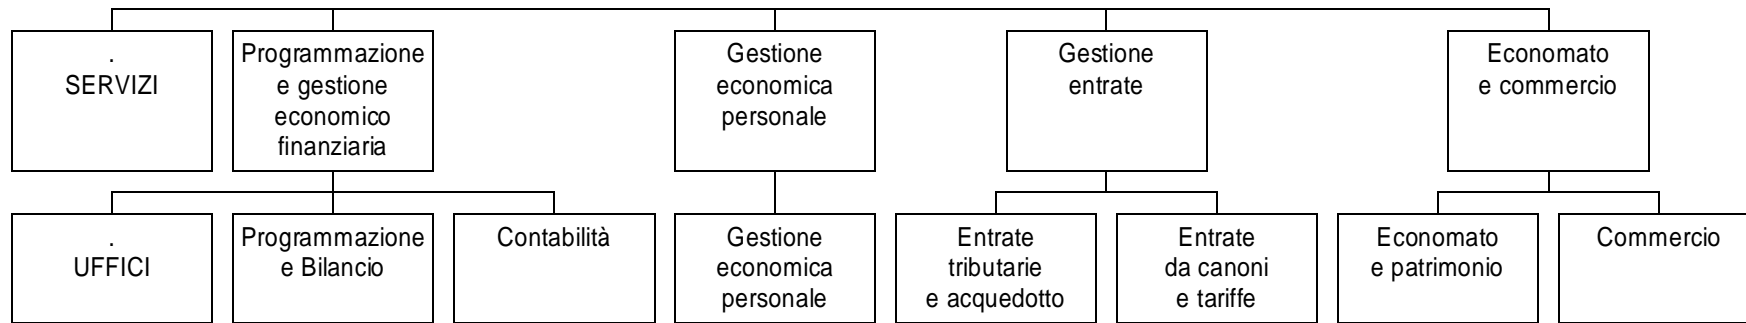 .
SERVIZI
Programmazione
e gestione
economico
finanziaria
Gestione
economica
personale
Gestione
entrate
Economato
e commercio
.
UFFICI
Programmazione
e Bilancio
Contabilità
Gestione
economica
personale
Entrate
tributarie
e acquedotto
Entrate
da canoni
e tariffe
Economato
e patrimonio
Commercio